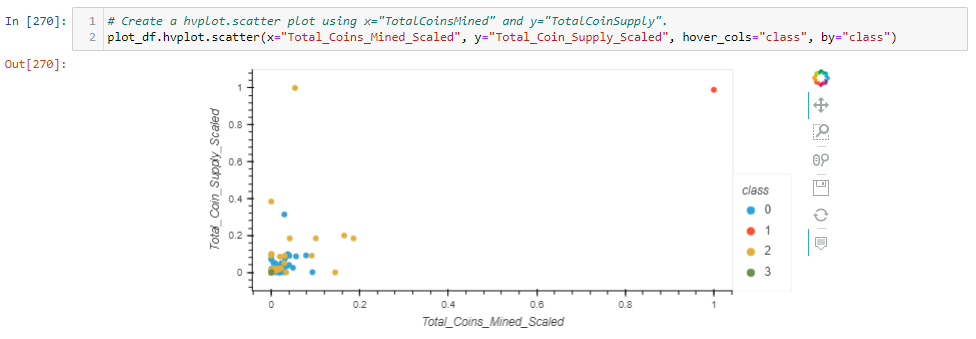 In [270]:
1 # Create a hvplot.scatter plot using x="TotalCoinsMined" and y="TotalCoinSupply".
2 plot_df.hvplot.scatter(x="Total_Coins_Mined_Scaled", y="Total_Coin_Supply_Scaled", hover_cols="class", by="class")
Out[270]:
Total_Coin_Supply_Scaled
1
0.8
0.6
0.4
0.2
0
0 0.2 0.4 0.6 0.8 1
Total_Coins_Mined_Scaled
class
0
1
2
3